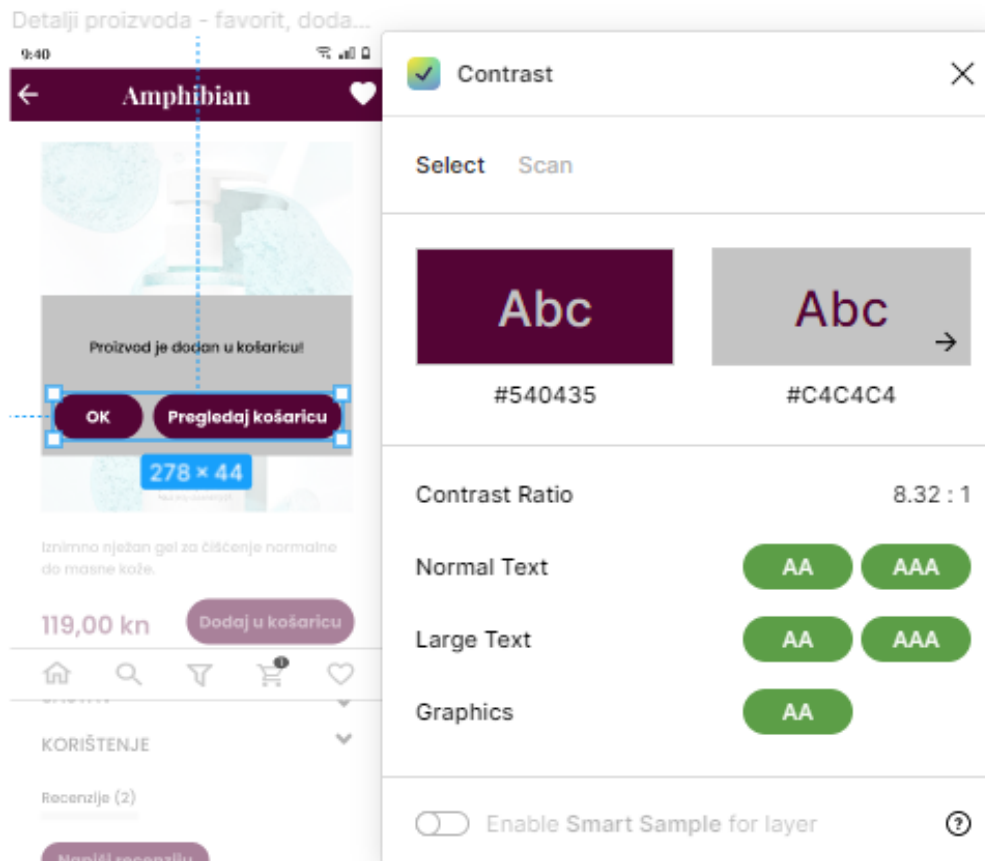 Detalji proizvoda - favorit, doda...
9:40
Amphibian
Proizvod je dodan u košaricu!
OK
Pregledaj košaricu
278 × 44
Iznimno nježan gel za čišćenje normalne
do masne kože.
119,00 kn
Dodaj u košaricu
KORIŠTENJE
Recenzije (2)
Napiši recenziju
Contrast
Select Scan
Abc
Abc
#540435
#C4C4C4
Contrast Ratio 8.32 : 1
Normal Text AA AAA
Large Text AA AAA
Graphics AA
Enable Smart Sample for layer